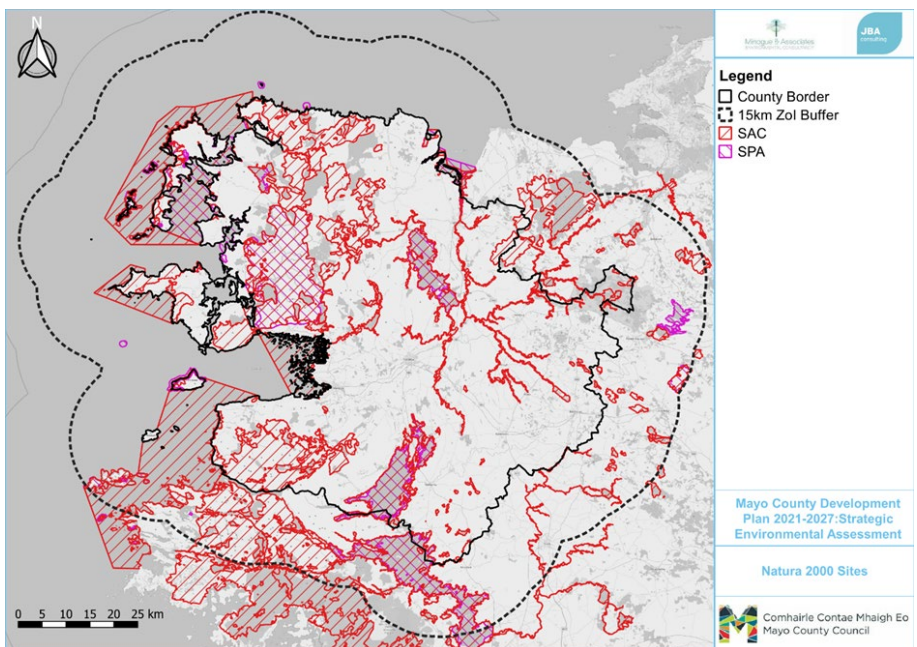 N
0 5 10 15 20 25 km
Minogue & Associates
JBA
consulting
Legend
County Border
15km ZoI Buffer
SAC
SPA
Mayo County Development
Plan 2021-2027:Strategic
Environmental Assessment
Natura 2000 Sites
Comhairle Contae Mhaigh Eo
Mayo County Council